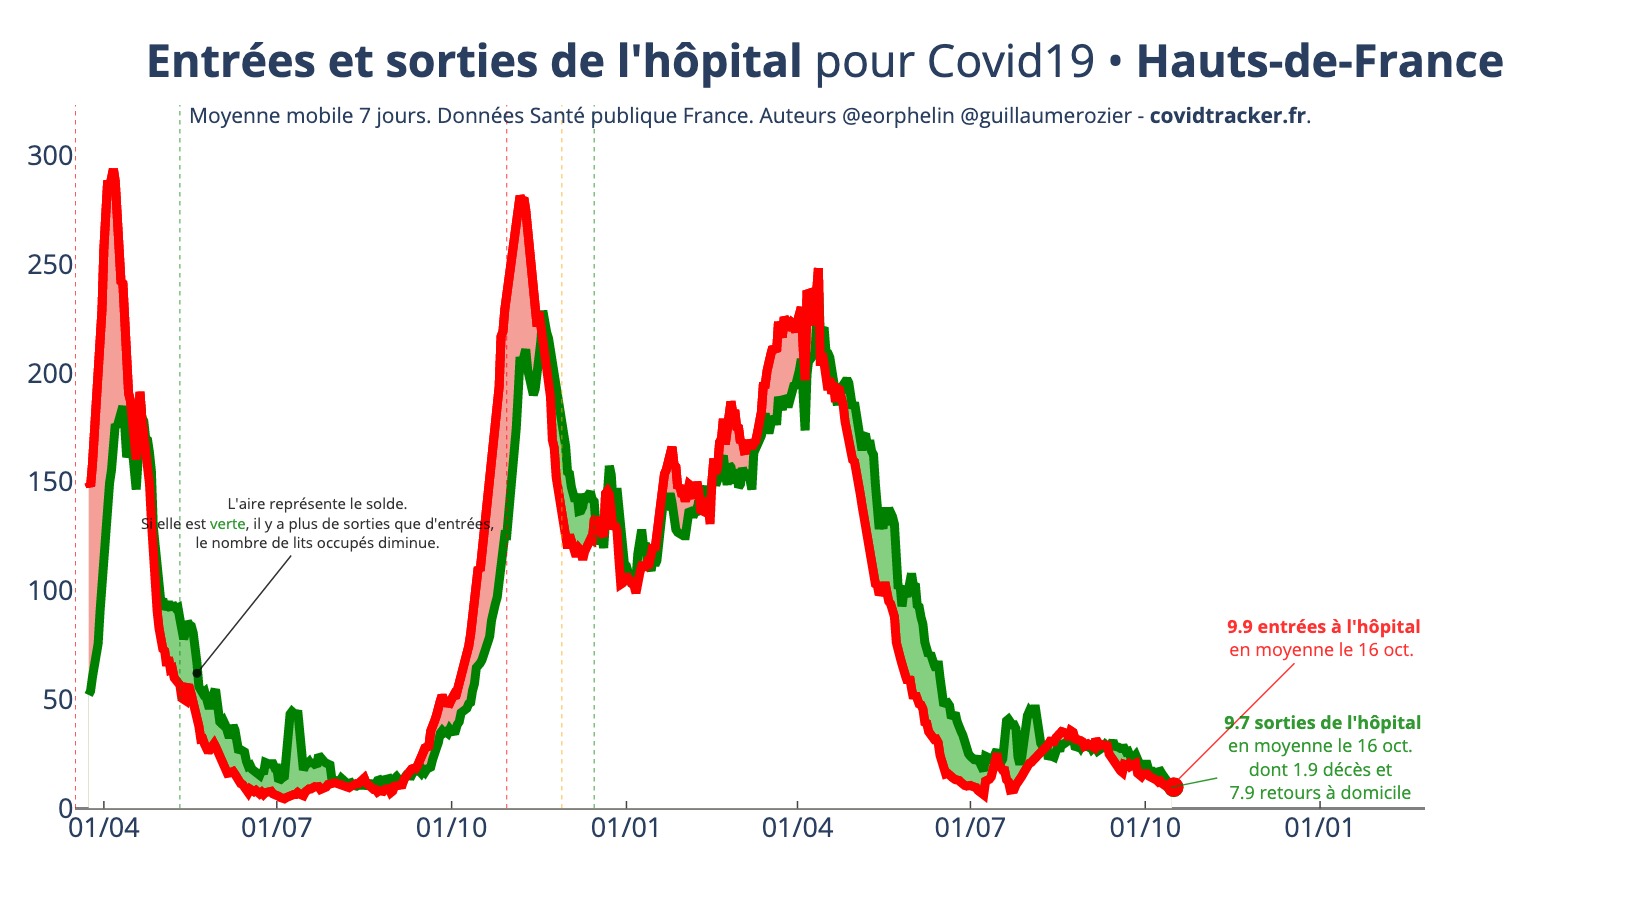 Entrées et sorties de l'hôpital pour Covid19 • Hauts-de-France
Moyenne mobile 7 jours. Données Santé publique France. Auteurs @eorphelin @guillaumerozier - covidtracker.fr.
300
250
200
150
100
50
0
L'aire représente le solde.
Si elle est verte, il y a plus de sorties que d'entrées,
le nombre de lits occupés diminue.
9.9 entrées à l'hôpital
en moyenne le 16 oct.
9.7 sorties de l'hôpital
en moyenne le 16 oct.
dont 1.9 décès et
7.9 retours à domicile
01/04 01/07 01/10 01/01 01/04 01/07 01/10 01/01